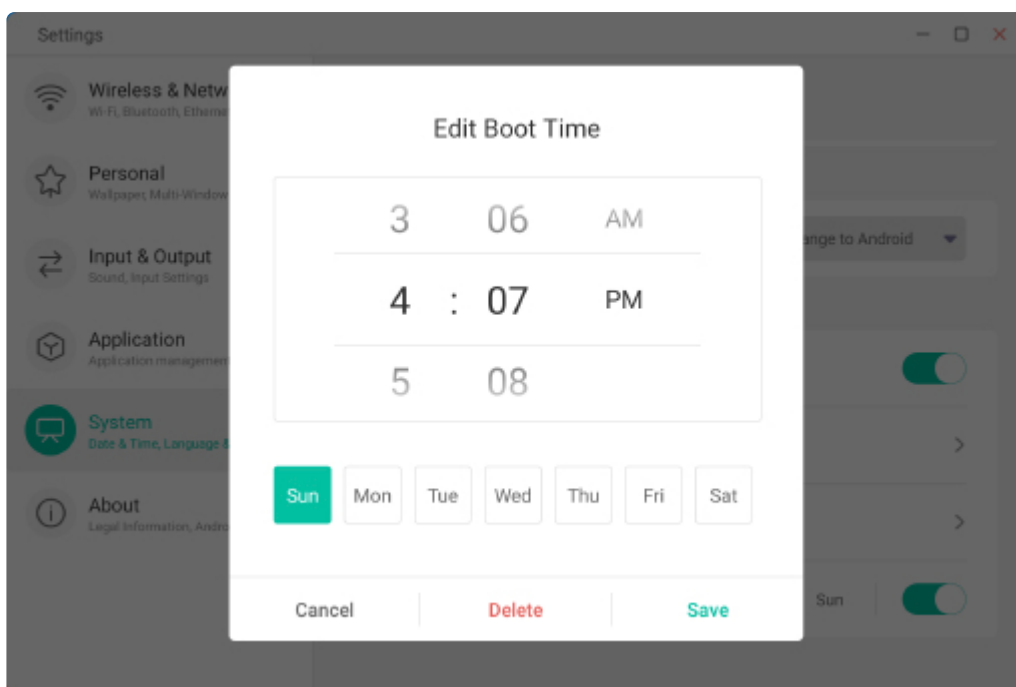 Settings
Wireless & Netw
Wi-Fi, Bluetooth, Etherne
Personal
Wallpaper, Multi-Window
Input & Output
Sound, Input Settings
Application
Application management
System
Date & Time, Language &
About
Legal Information, Andro
Edit Boot Time
3 06 AM
4 : 07 PM
5 08
Sun Mon Tue Wed Thu Fri Sat
Cancel Delete Save
ange to Android
Sun